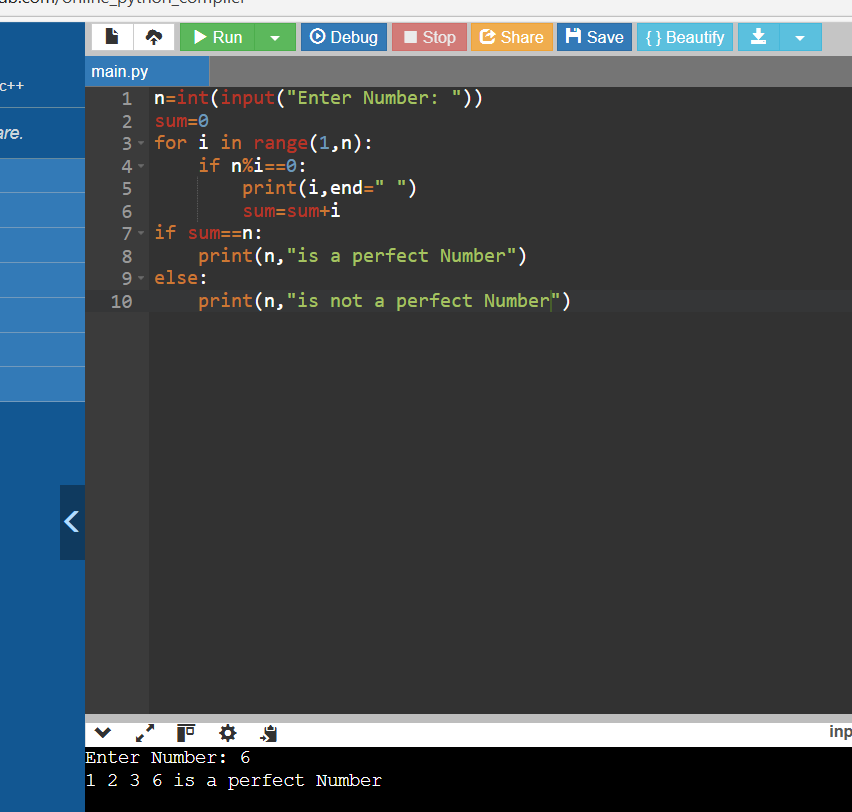 ub.com/online_python_compiler
Run Debug Stop Share Save { } Beautify
main.py
c++
are.
1 n=int(input("Enter Number: "))
2 sum=0
3 for i in range(1,n):
4     if n%i==0:
5         print(i,end=" ")
6         sum=sum+i
7 if sum==n:
8     print(n,"is a perfect Number")
9 else:
10     print(n,"is not a perfect Number")
inp
Enter Number: 6
1 2 3 6 is a perfect Number